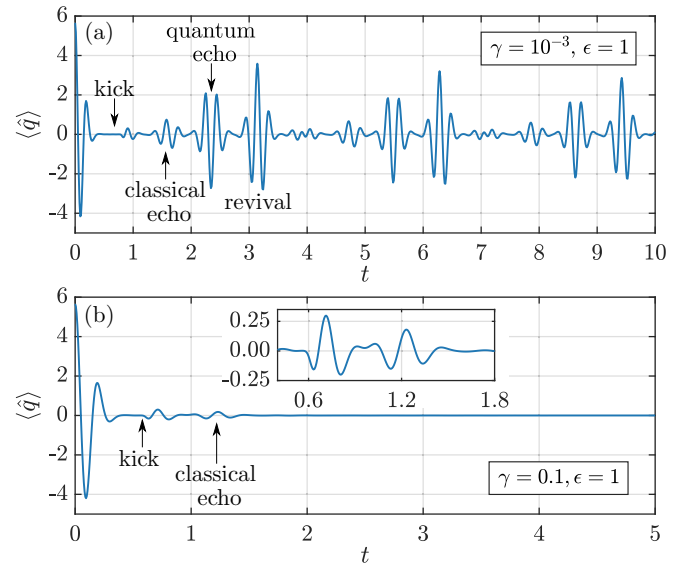 (a)
γ = 10⁻³, ϵ = 1
quantum
echo
kick
classical
echo
revival
6
4
2
0
-2
-4
⟨q̂⟩
0 1 2 3 4 5 6 7 8 9 10
t
(b)
0.25
0.00
-0.25
0.6 1.2 1.8
kick
classical
echo
γ = 0.1, ϵ = 1
6
4
2
0
-2
-4
⟨q̂⟩
0 1 2 3 4 5
t